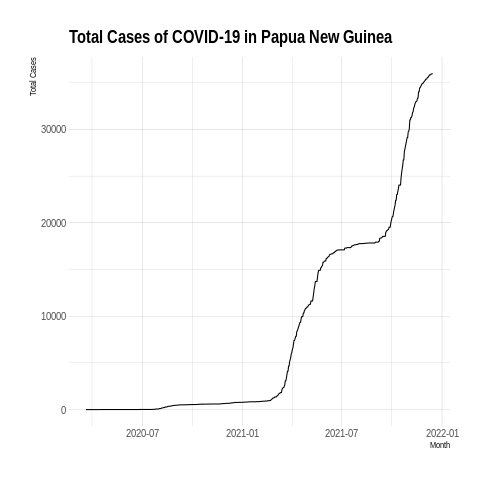 Total Cases of COVID-19 in Papua New Guinea
Total Cases
30000
20000
10000
0
2020-07
2021-01
2021-07
2022-01
Month